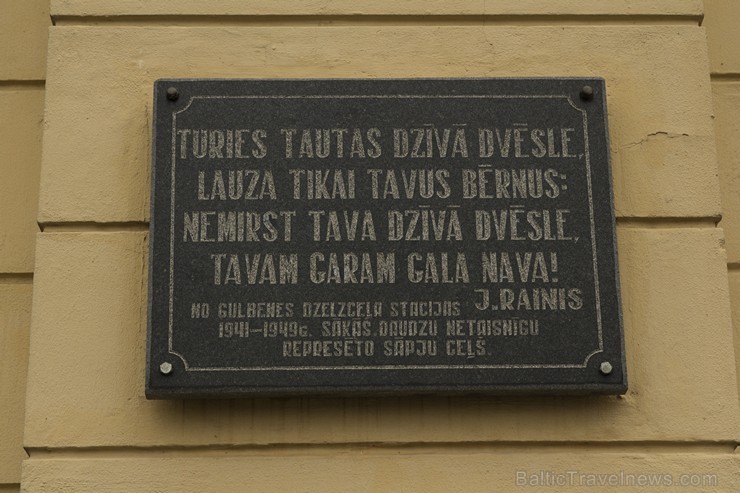 TURIES TAUTAS DZĪVĀ DVĒSLE,
LAUZA TIKAI TAVUS BĒRNUS:
NEMIRST TAVA DZĪVĀ DVĒSLE,
TAVAM GARAM GALA NAVA!
J.RAINIS
NO GULBENES DZELZCEĻA STACIJAS
1941-1949G. SĀKĀS DAUDZU NETAISNĪGU
REPRESĒTO SĀPJU CEĻŠ.
BalticTravelnews.com